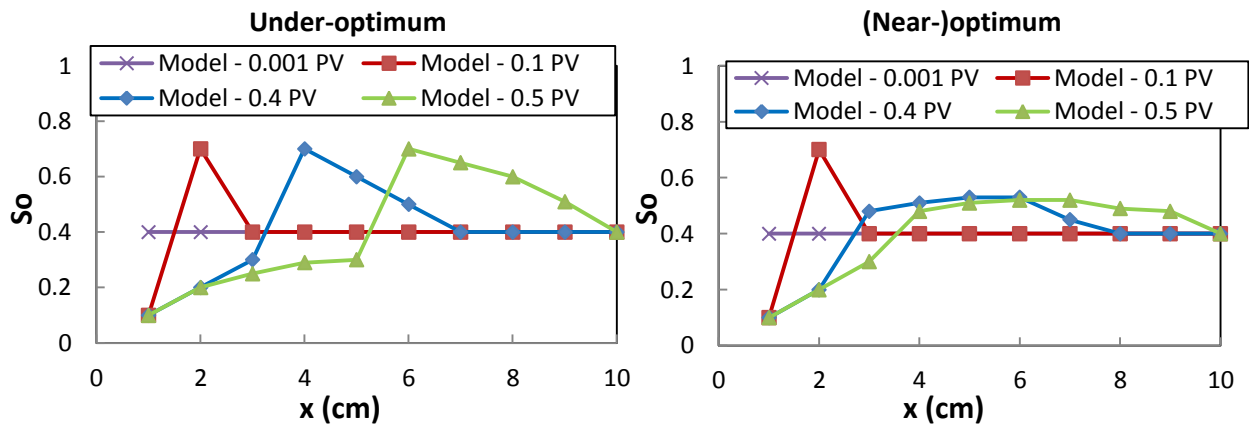 Under-optimum
Model - 0.001 PV Model - 0.1 PV
Model - 0.4 PV Model - 0.5 PV
1
0.8
0.6
0.4
0.2
0
So
0 2 4 6 8 10
x (cm)
(Near-)optimum
Model - 0.001 PV Model - 0.1 PV
Model - 0.4 PV Model - 0.5 PV
1
0.8
0.6
0.4
0.2
0
So
0 2 4 6 8 10
x (cm)